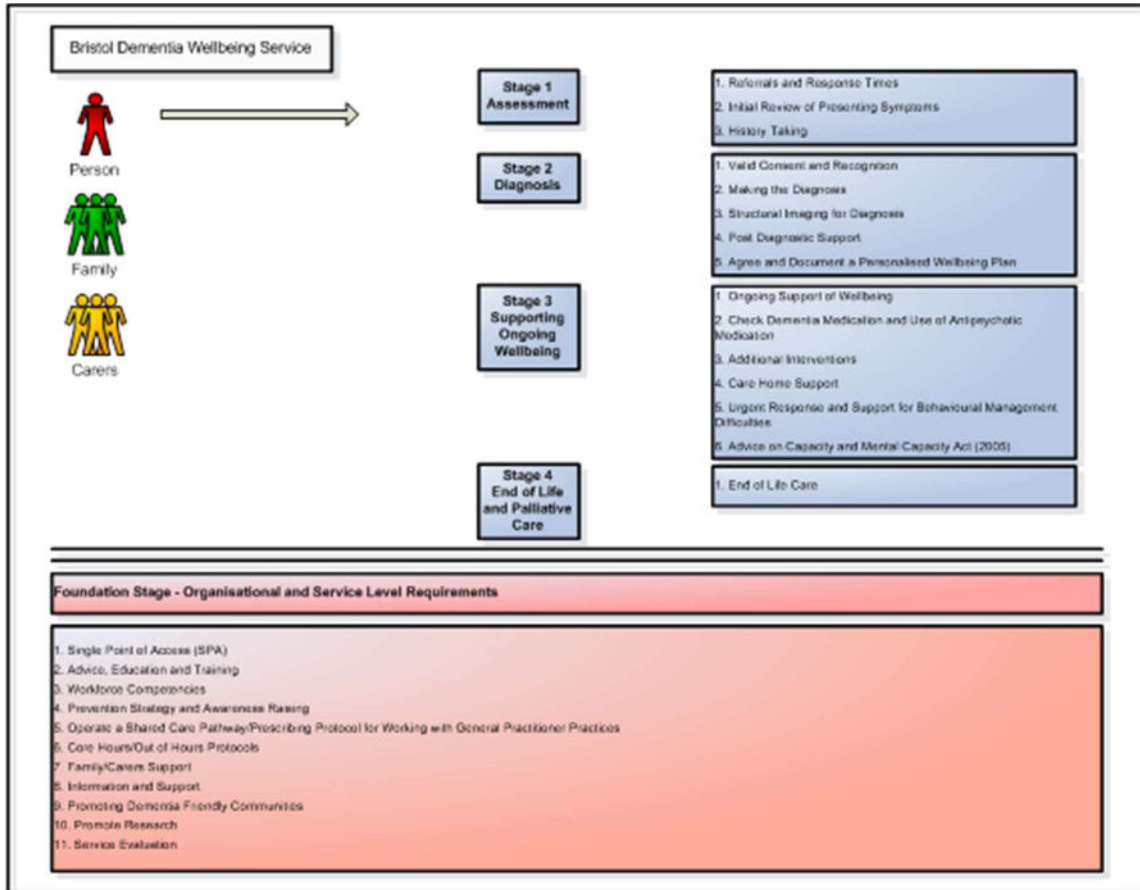 Bristol Dementia Wellbeing Service
Person
Family
Carers
Stage 1
Assessment
1. Referrals and Response Times
2. Initial Review of Presenting Symptoms
3. History Taking
Stage 2
Diagnosis
1. Valid Consent and Recognition
2. Making the Diagnosis
3. Structural Imaging for Diagnosis
4. Post Diagnostic Support
5. Agree and Document a Personalised Wellbeing Plan
Stage 3
Supporting
Ongoing
Wellbeing
1. Ongoing Support of Wellbeing
2. Check Dementia Medication and Use of Antipsychotic
Medication
3. Additional Interventions
4. Care Home Support
5. Urgent Response and Support for Behavioural Management
Difficulties
6. Advice on Capacity and Mental Capacity Act (2005)
Stage 4
End of Life
and Palliative
Care
1. End of Life Care
Foundation Stage - Organisational and Service Level Requirements
1. Single Point of Access (SPA)
2. Advice, Education and Training
3. Workforce Competencies
4. Prevention Strategy and Awareness Raising
5. Operate a Shared Care Pathway/Prescribing Protocol for Working with General Practitioner Practices
6. Core Hours/Out of Hours Protocols
7. Family/Carers Support
8. Information and Support
9. Promoting Dementia Friendly Communities
10. Promote Research
11. Service Evaluation